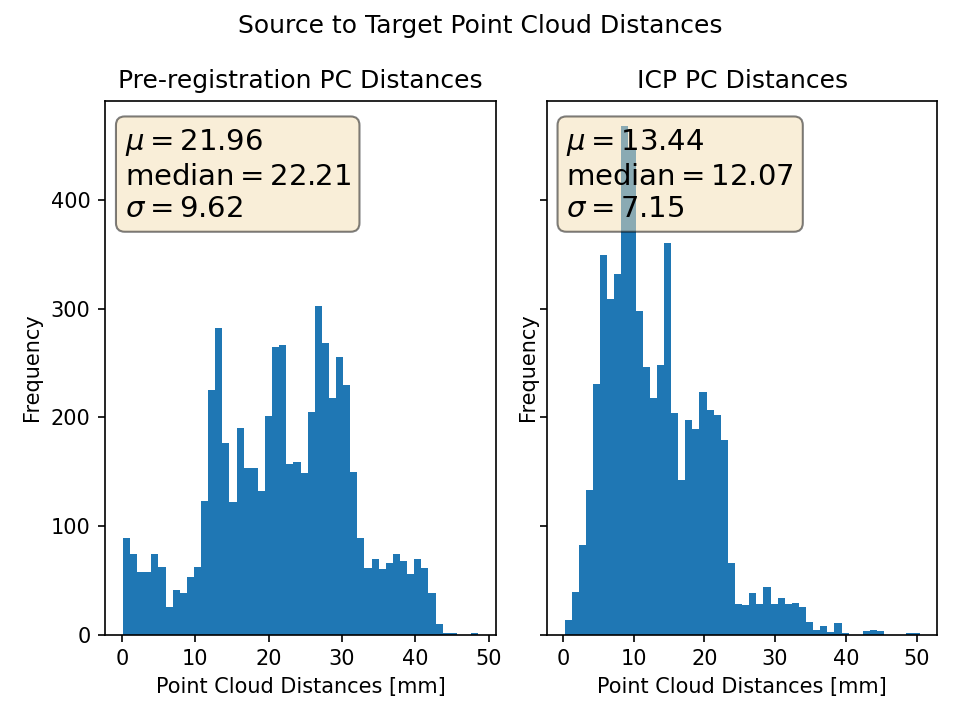 Source to Target Point Cloud Distances
Pre-registration PC Distances
μ = 21.96
median = 22.21
σ = 9.62
Frequency
400
300
200
100
0
0 10 20 30 40 50
Point Cloud Distances [mm]
ICP PC Distances
μ = 13.44
median = 12.07
σ = 7.15
Frequency
0 10 20 30 40 50
Point Cloud Distances [mm]